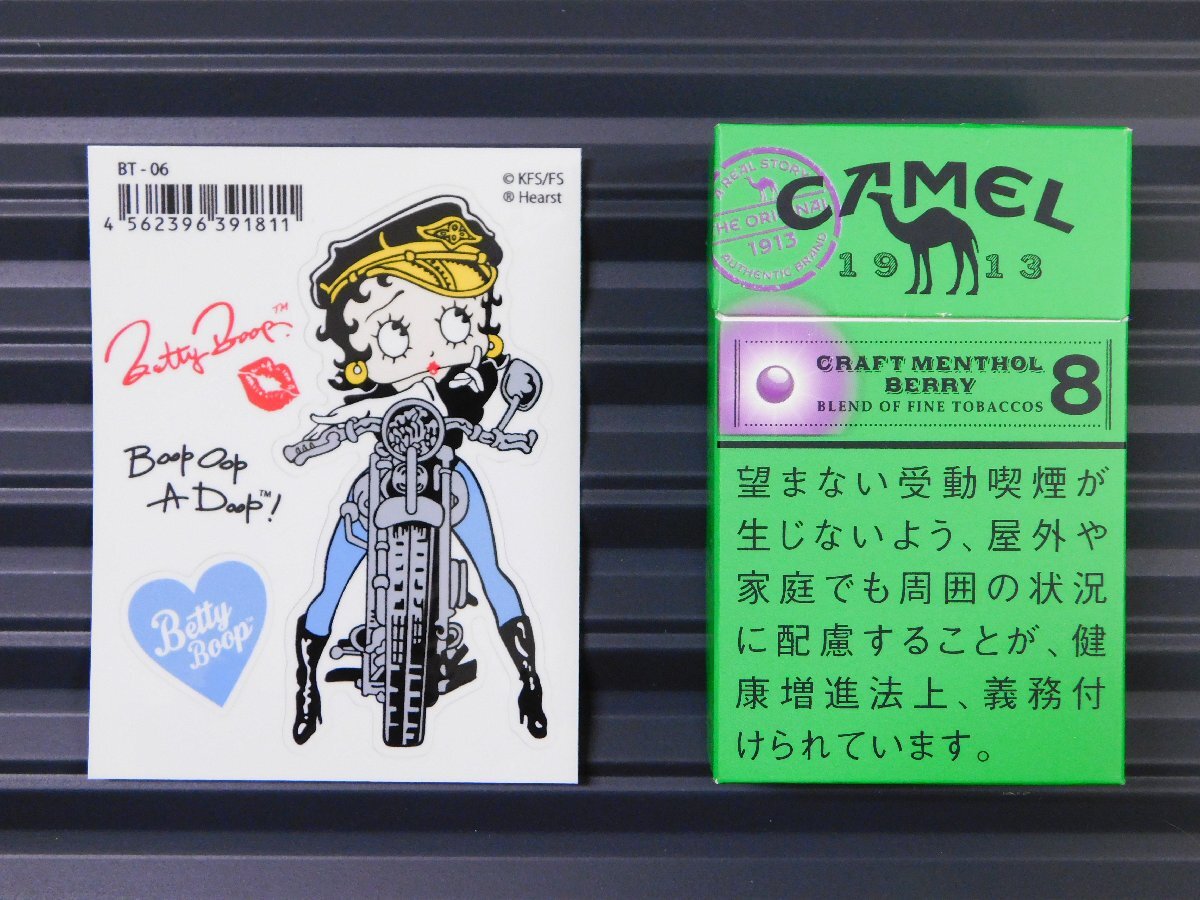 BT - 06
4 562396 391811
© KFS/FS
® Hearst
Betty Boop.™
Boop Oop
A Doop™!
Betty
Boop™
A REAL STORY
THE ORIGINAL
1913
AUTHENTIC BRAND
CAMEL
1913
CRAFT MENTHOL
BERRY
8
BLEND OF FINE TOBACCOS
望まない受動喫煙が
生じないよう、屋外や
家庭でも周囲の状況
に配慮することが、健
康増進法上、義務付
けられています。